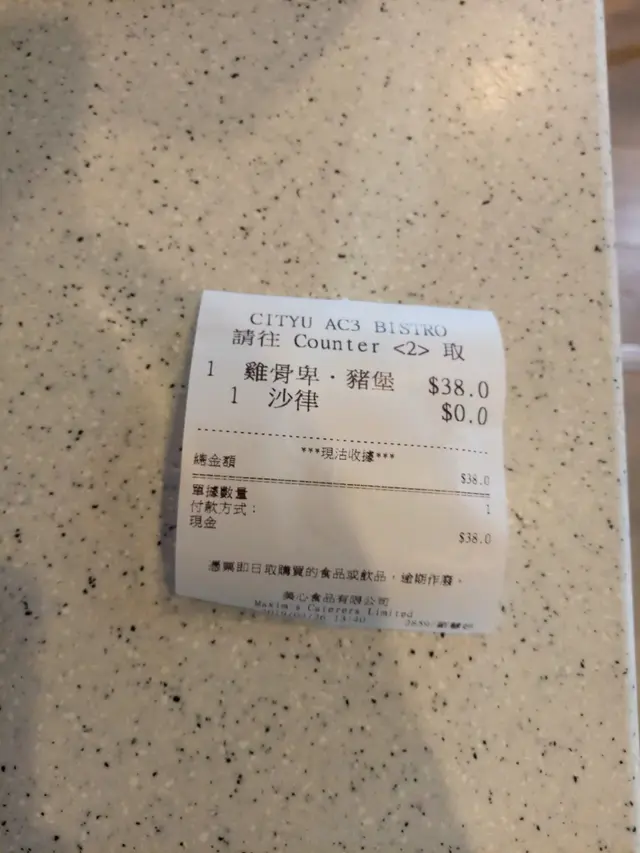 CITYU AC3 BISTRO
請往 Counter <2> 取
1 雞骨卑．豬堡 $38.0
1 沙律 $0.0
***現沽收據***
總金額 $38.0
單據數量 1
付款方式：
現金 $38.0
憑票即日取購買的食品或飲品，逾期作廢。
美心食品有限公司
Maxim's Caterers Limited
13:40